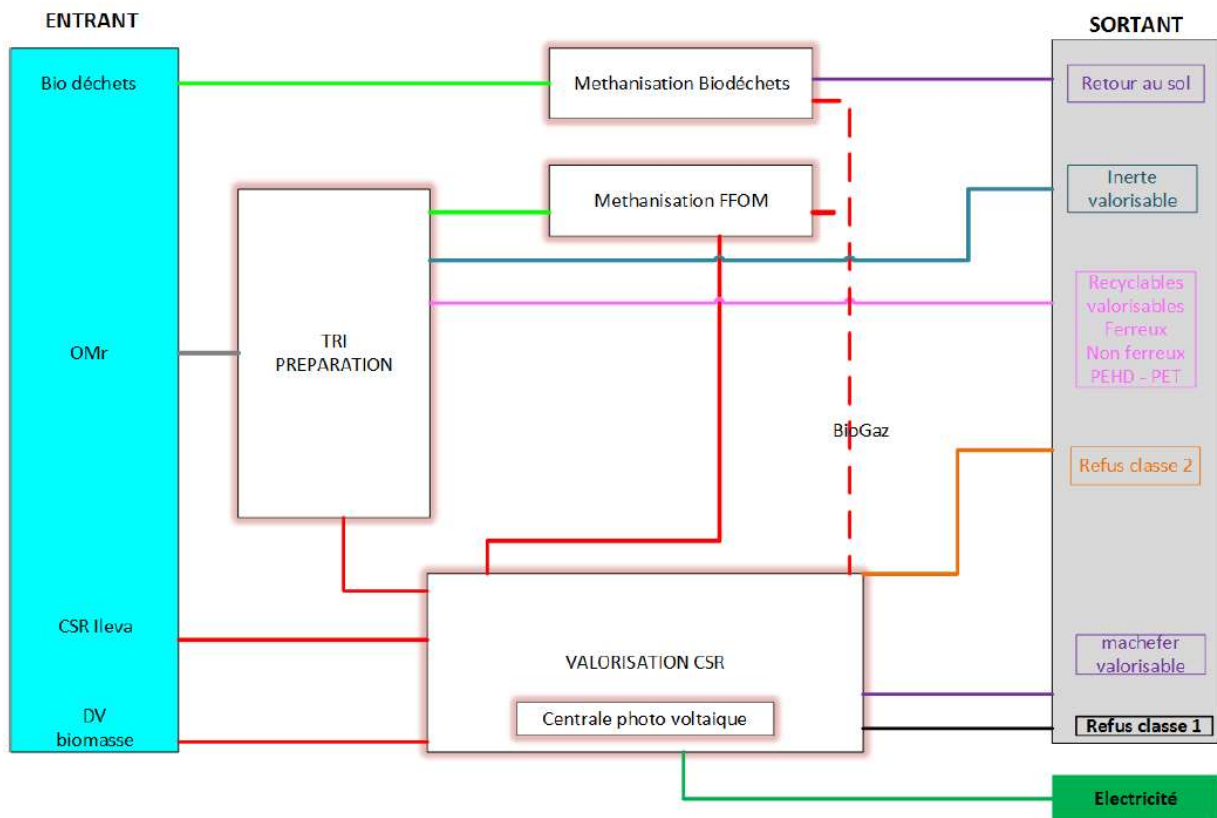 ENTRANT
SORTANT
Bio déchets
Methanisation Biodéchets
Retour au sol
Methanisation FFOM
Inerte
valorisable
OMr
TRI
PREPARATION
Recyclables
valorisables
Ferreux
Non ferreux
PEHD - PET
BioGaz
Refus classe 2
CSR Ileva
VALORISATION CSR
machefer
valorisable
DV
biomasse
Centrale photo voltaique
Refus classe 1
Electricité